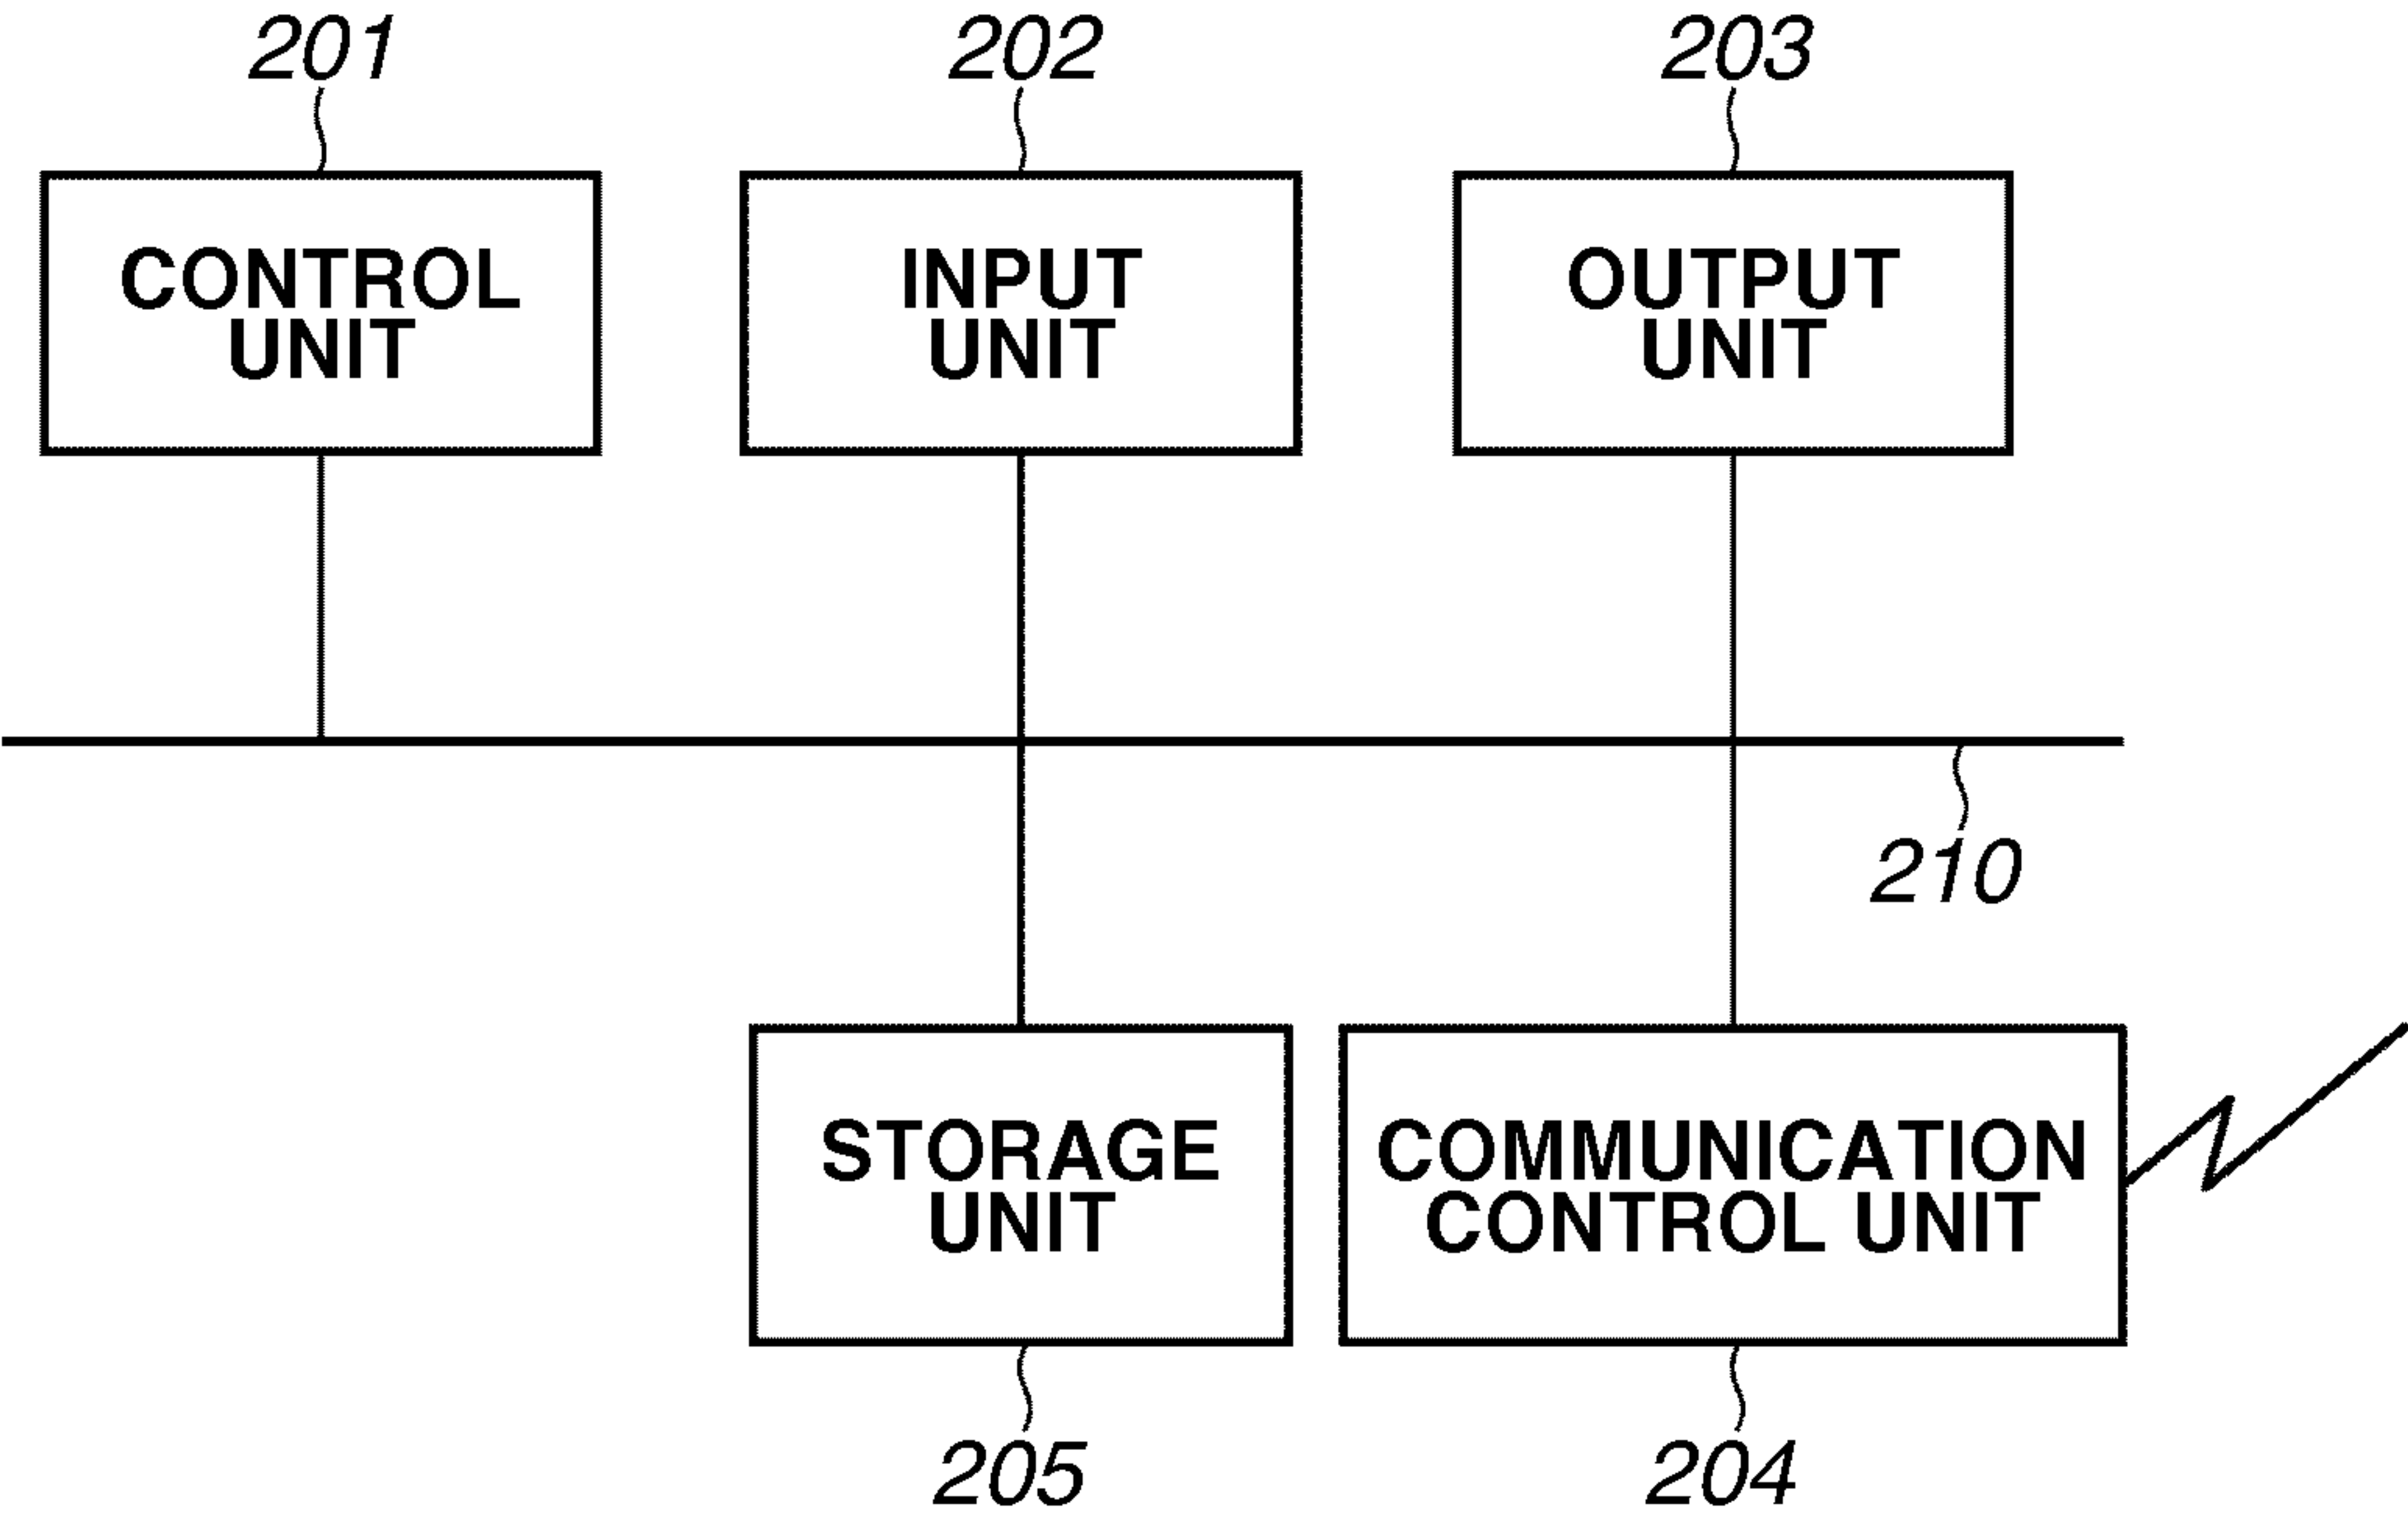 201
202
203
CONTROL
UNIT
INPUT
UNIT
OUTPUT
UNIT
210
STORAGE
UNIT
COMMUNICATION
CONTROL UNIT
205
204